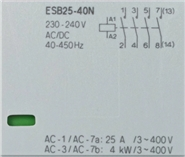 ESB25-40N
1 3 5 7 (13)
230-240V
A1
AC/DC
A2
40-450Hz
2 4 6 8 (14)
AC-1/AC-7a: 25 A /3~400V
AC-3/AC-7b: 4 kW/3~400V